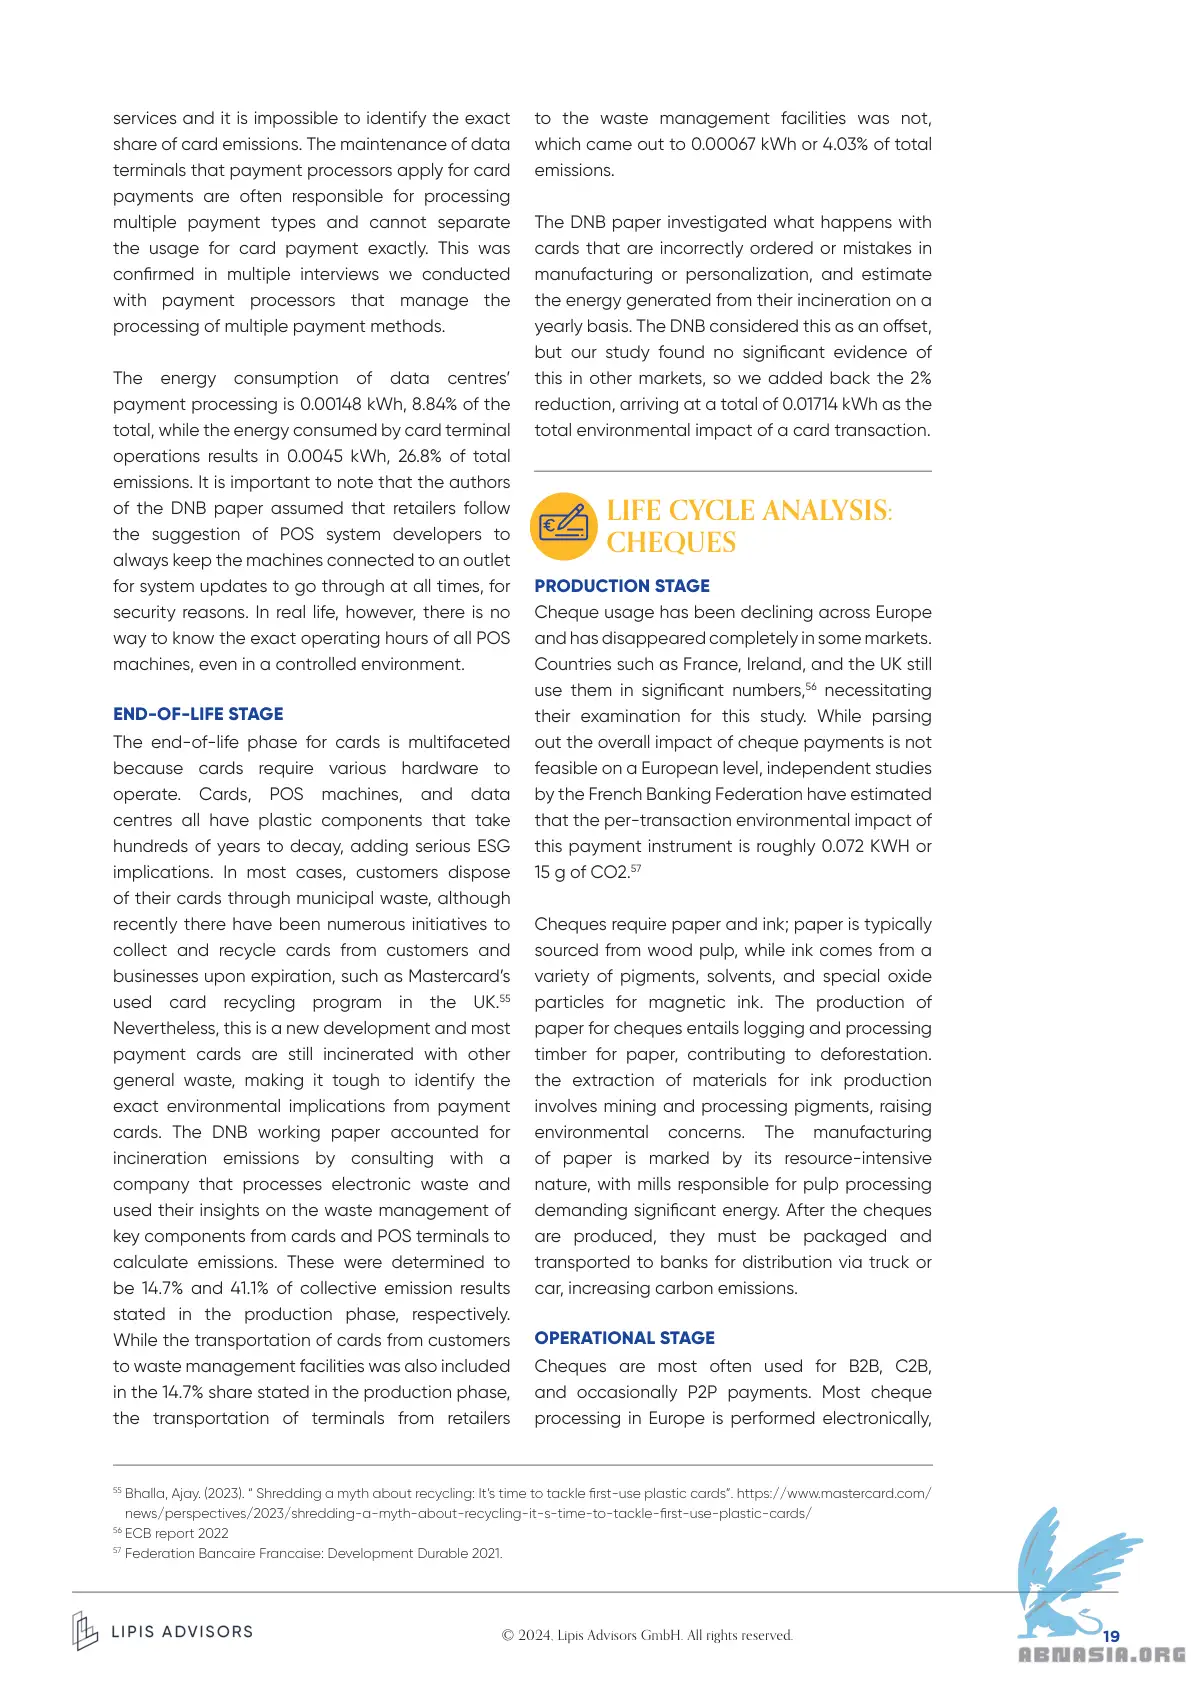 services and it is impossible to identify the exact
share of card emissions. The maintenance of data
terminals that payment processors apply for card
payments are often responsible for processing
multiple payment types and cannot separate
the usage for card payment exactly. This was
confirmed in multiple interviews we conducted
with payment processors that manage the
processing of multiple payment methods.
The energy consumption of data centres’
payment processing is 0.00148 kWh, 8.84% of the
total, while the energy consumed by card terminal
operations results in 0.0045 kWh, 26.8% of total
emissions. It is important to note that the authors
of the DNB paper assumed that retailers follow
the suggestion of POS system developers to
always keep the machines connected to an outlet
for system updates to go through at all times, for
security reasons. In real life, however, there is no
way to know the exact operating hours of all POS
machines, even in a controlled environment.
END-OF-LIFE STAGE
The end-of-life phase for cards is multifaceted
because cards require various hardware to
operate. Cards, POS machines, and data
centres all have plastic components that take
hundreds of years to decay, adding serious ESG
implications. In most cases, customers dispose
of their cards through municipal waste, although
recently there have been numerous initiatives to
collect and recycle cards from customers and
businesses upon expiration, such as Mastercard’s
used card recycling program in the UK.55
Nevertheless, this is a new development and most
payment cards are still incinerated with other
general waste, making it tough to identify the
exact environmental implications from payment
cards. The DNB working paper accounted for
incineration emissions by consulting with a
company that processes electronic waste and
used their insights on the waste management of
key components from cards and POS terminals to
calculate emissions. These were determined to
be 14.7% and 41.1% of collective emission results
stated in the production phase, respectively.
While the transportation of cards from customers
to waste management facilities was also included
in the 14.7% share stated in the production phase,
the transportation of terminals from retailers
to the waste management facilities was not,
which came out to 0.00067 kWh or 4.03% of total
emissions.
The DNB paper investigated what happens with
cards that are incorrectly ordered or mistakes in
manufacturing or personalization, and estimate
the energy generated from their incineration on a
yearly basis. The DNB considered this as an offset,
but our study found no significant evidence of
this in other markets, so we added back the 2%
reduction, arriving at a total of 0.01714 kWh as the
total environmental impact of a card transaction.
LIFE CYCLE ANALYSIS:
CHEQUES
PRODUCTION STAGE
Cheque usage has been declining across Europe
and has disappeared completely in some markets.
Countries such as France, Ireland, and the UK still
use them in significant numbers,56 necessitating
their examination for this study. While parsing
out the overall impact of cheque payments is not
feasible on a European level, independent studies
by the French Banking Federation have estimated
that the per-transaction environmental impact of
this payment instrument is roughly 0.072 KWH or
15 g of CO2.57
Cheques require paper and ink; paper is typically
sourced from wood pulp, while ink comes from a
variety of pigments, solvents, and special oxide
particles for magnetic ink. The production of
paper for cheques entails logging and processing
timber for paper, contributing to deforestation.
the extraction of materials for ink production
involves mining and processing pigments, raising
environmental concerns. The manufacturing
of paper is marked by its resource-intensive
nature, with mills responsible for pulp processing
demanding significant energy. After the cheques
are produced, they must be packaged and
transported to banks for distribution via truck or
car, increasing carbon emissions.
OPERATIONAL STAGE
Cheques are most often used for B2B, C2B,
and occasionally P2P payments. Most cheque
processing in Europe is performed electronically,
55 Bhalla, Ajay. (2023). “ Shredding a myth about recycling: It’s time to tackle first-use plastic cards”. https://www.mastercard.com/
news/perspectives/2023/shredding-a-myth-about-recycling-it-s-time-to-tackle-first-use-plastic-cards/
56 ECB report 2022
57 Federation Bancaire Francaise: Development Durable 2021.
LIPIS ADVISORS
© 2024, Lipis Advisors GmbH. All rights reserved.
19
ABNASIA.ORG